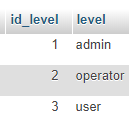 id_level level
1 admin
2 operator
3 user